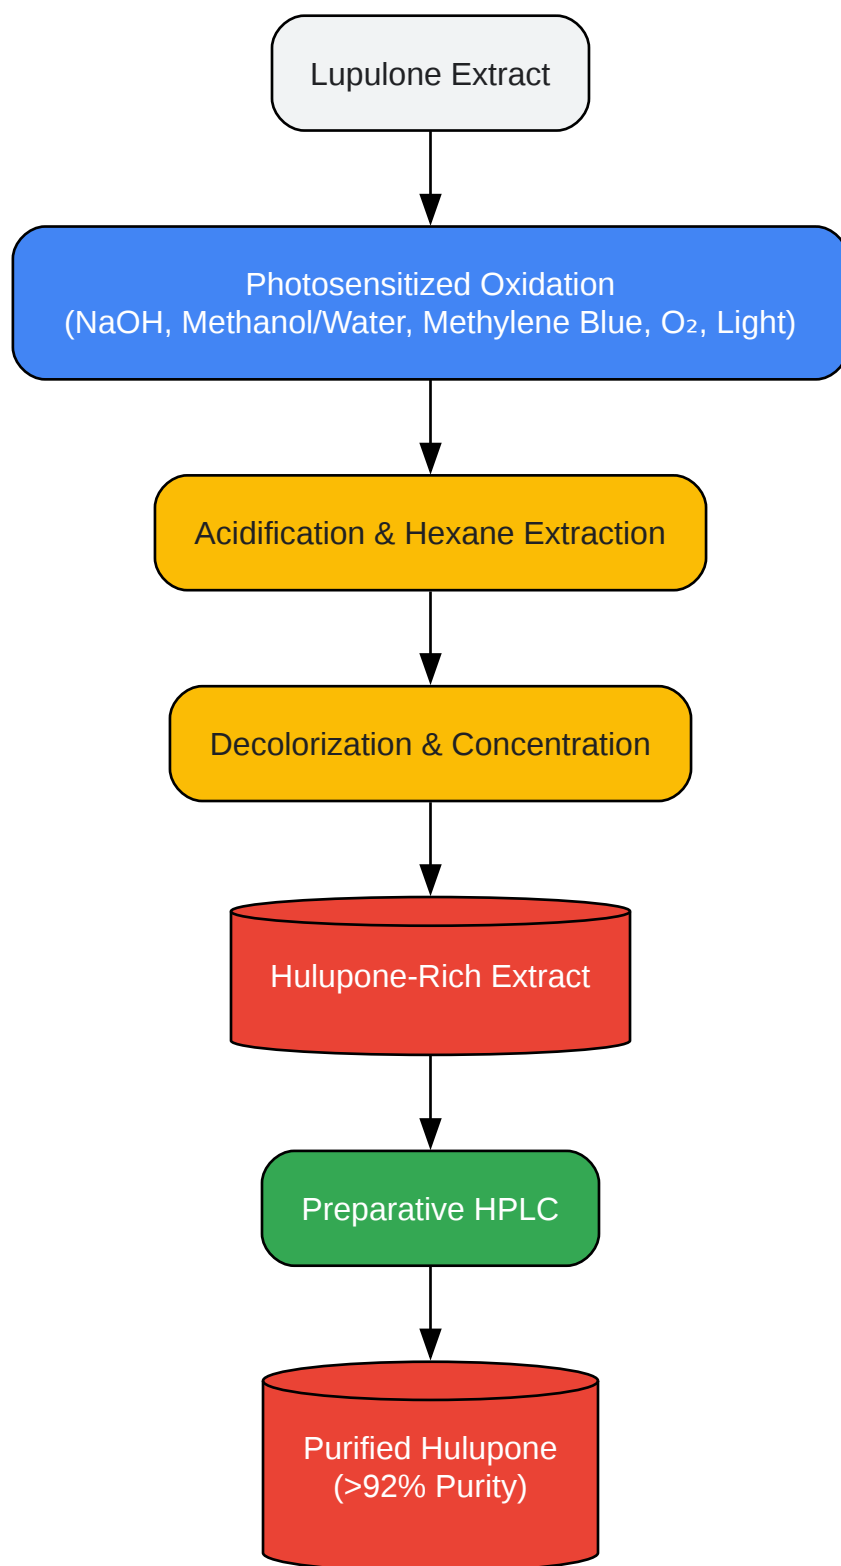 Lupulone Extract
Photosensitized Oxidation
(NaOH, Methanol/Water, Methylene Blue, O₂, Light)
Acidification & Hexane Extraction
Decolorization & Concentration
Hulupone-Rich Extract
Preparative HPLC
Purified Hulupone
(>92% Purity)